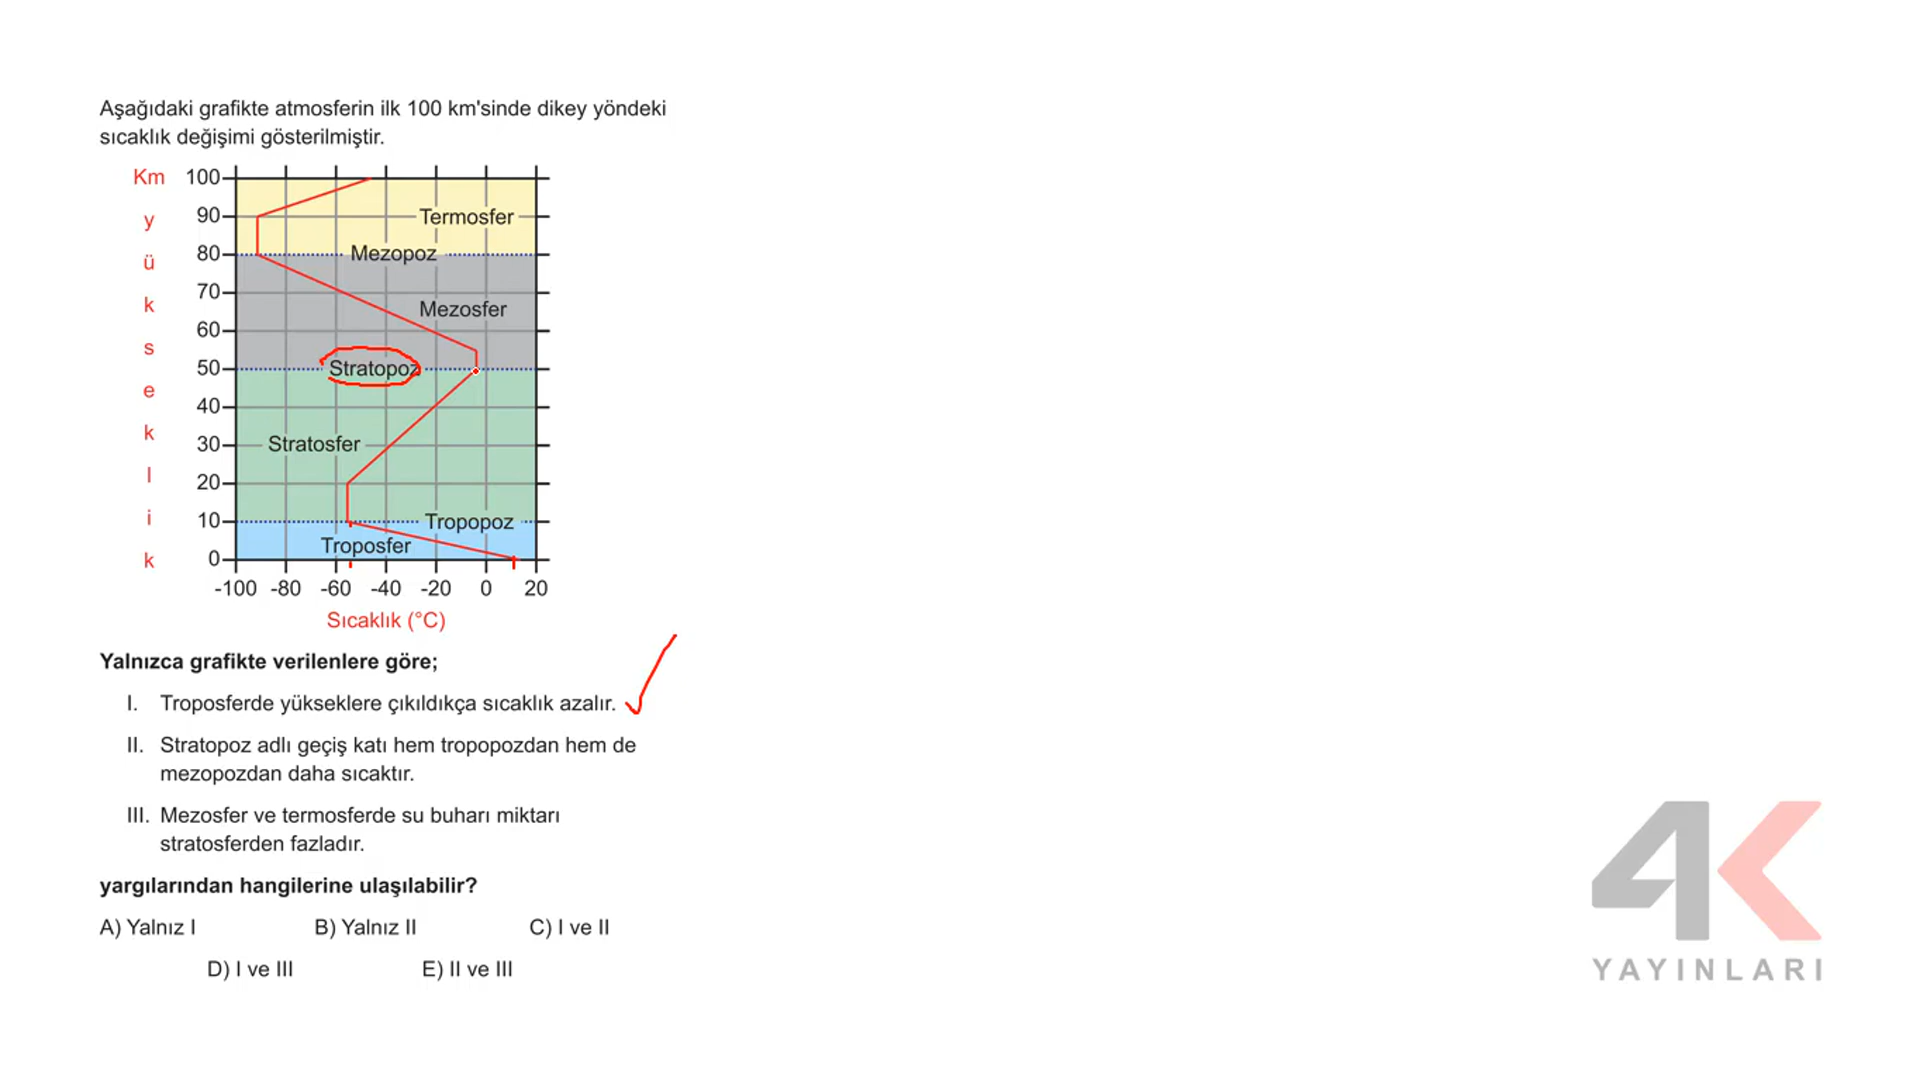 Aşağıdaki grafikte atmosferin ilk 100 km'sinde dikey yöndeki
sıcaklık değişimi gösterilmiştir.
Km
y
ü
k
s
e
k
l
i
k
100
90
80
70
60
50
40
30
20
10
0
Termosfer
Mezopoz
Mezosfer
Stratopoz
Stratosfer
Tropopoz
Troposfer
-100 -80 -60 -40 -20 0 20
Sıcaklık (°C)
Yalnızca grafikte verilenlere göre;
I. Troposferde yükseklere çıkıldıkça sıcaklık azalır.
II. Stratopoz adlı geçiş katı hem tropopozdan hem de
mezopozdan daha sıcaktır.
III. Mezosfer ve termosferde su buharı miktarı
stratosferden fazladır.
yargılarından hangilerine ulaşılabilir?
A) Yalnız I B) Yalnız II C) I ve II
D) I ve III E) II ve III
4K
YAYINLARI